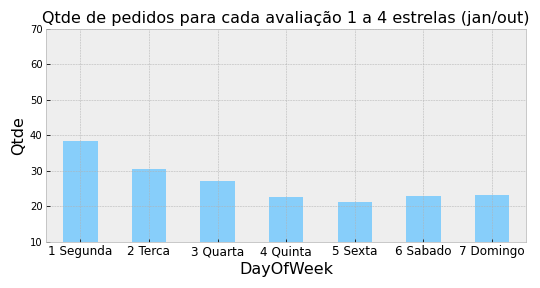 Qtde de pedidos para cada avaliação 1 a 4 estrelas (jan/out)
70
60
50
40
30
20
10
Qtde
1 Segunda 2 Terca 3 Quarta 4 Quinta 5 Sexta 6 Sabado 7 Domingo
DayOfWeek